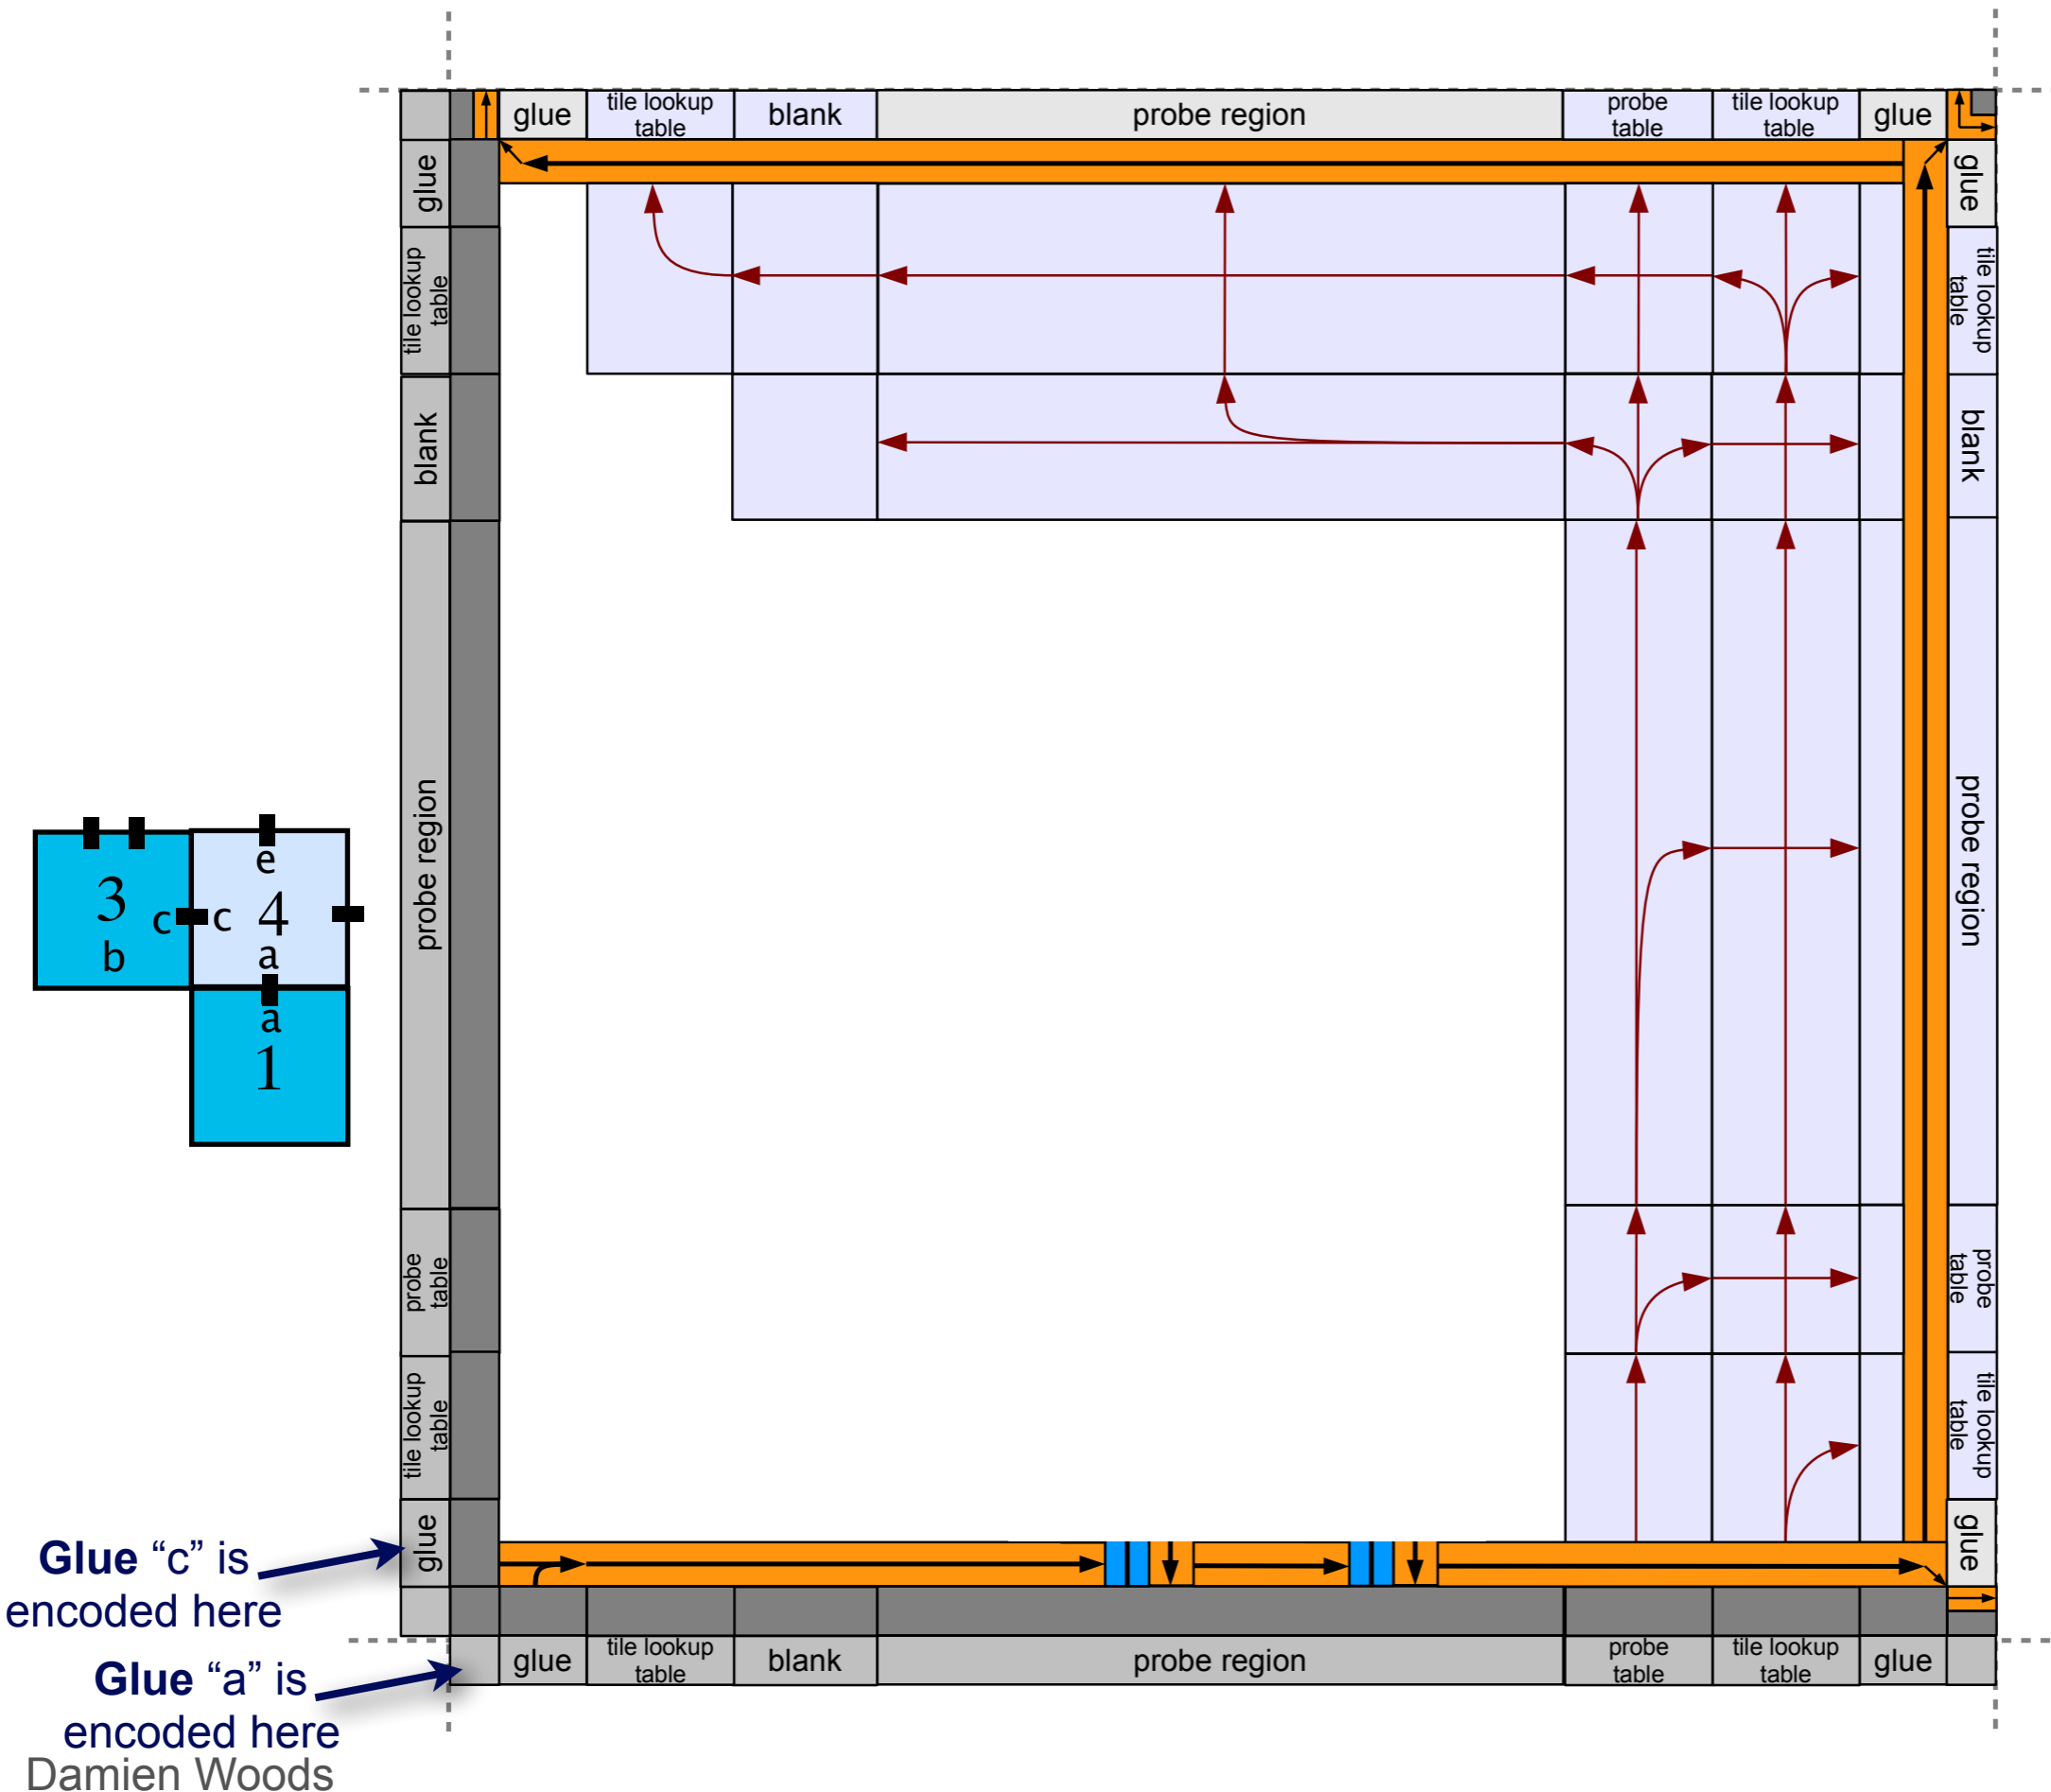 glue
tile lookup
table
blank
probe region
probe
table
tile lookup
table
glue
glue
tile lookup
table
blank
probe region
probe
table
tile lookup
table
glue
glue
tile lookup
table
blank
probe region
probe
table
tile lookup
table
glue
3
c
b
e
c
4
a
a
1
Glue “c” is
encoded here
Glue “a” is
encoded here
glue
tile lookup
table
blank
probe region
probe
table
tile lookup
table
glue
Damien Woods